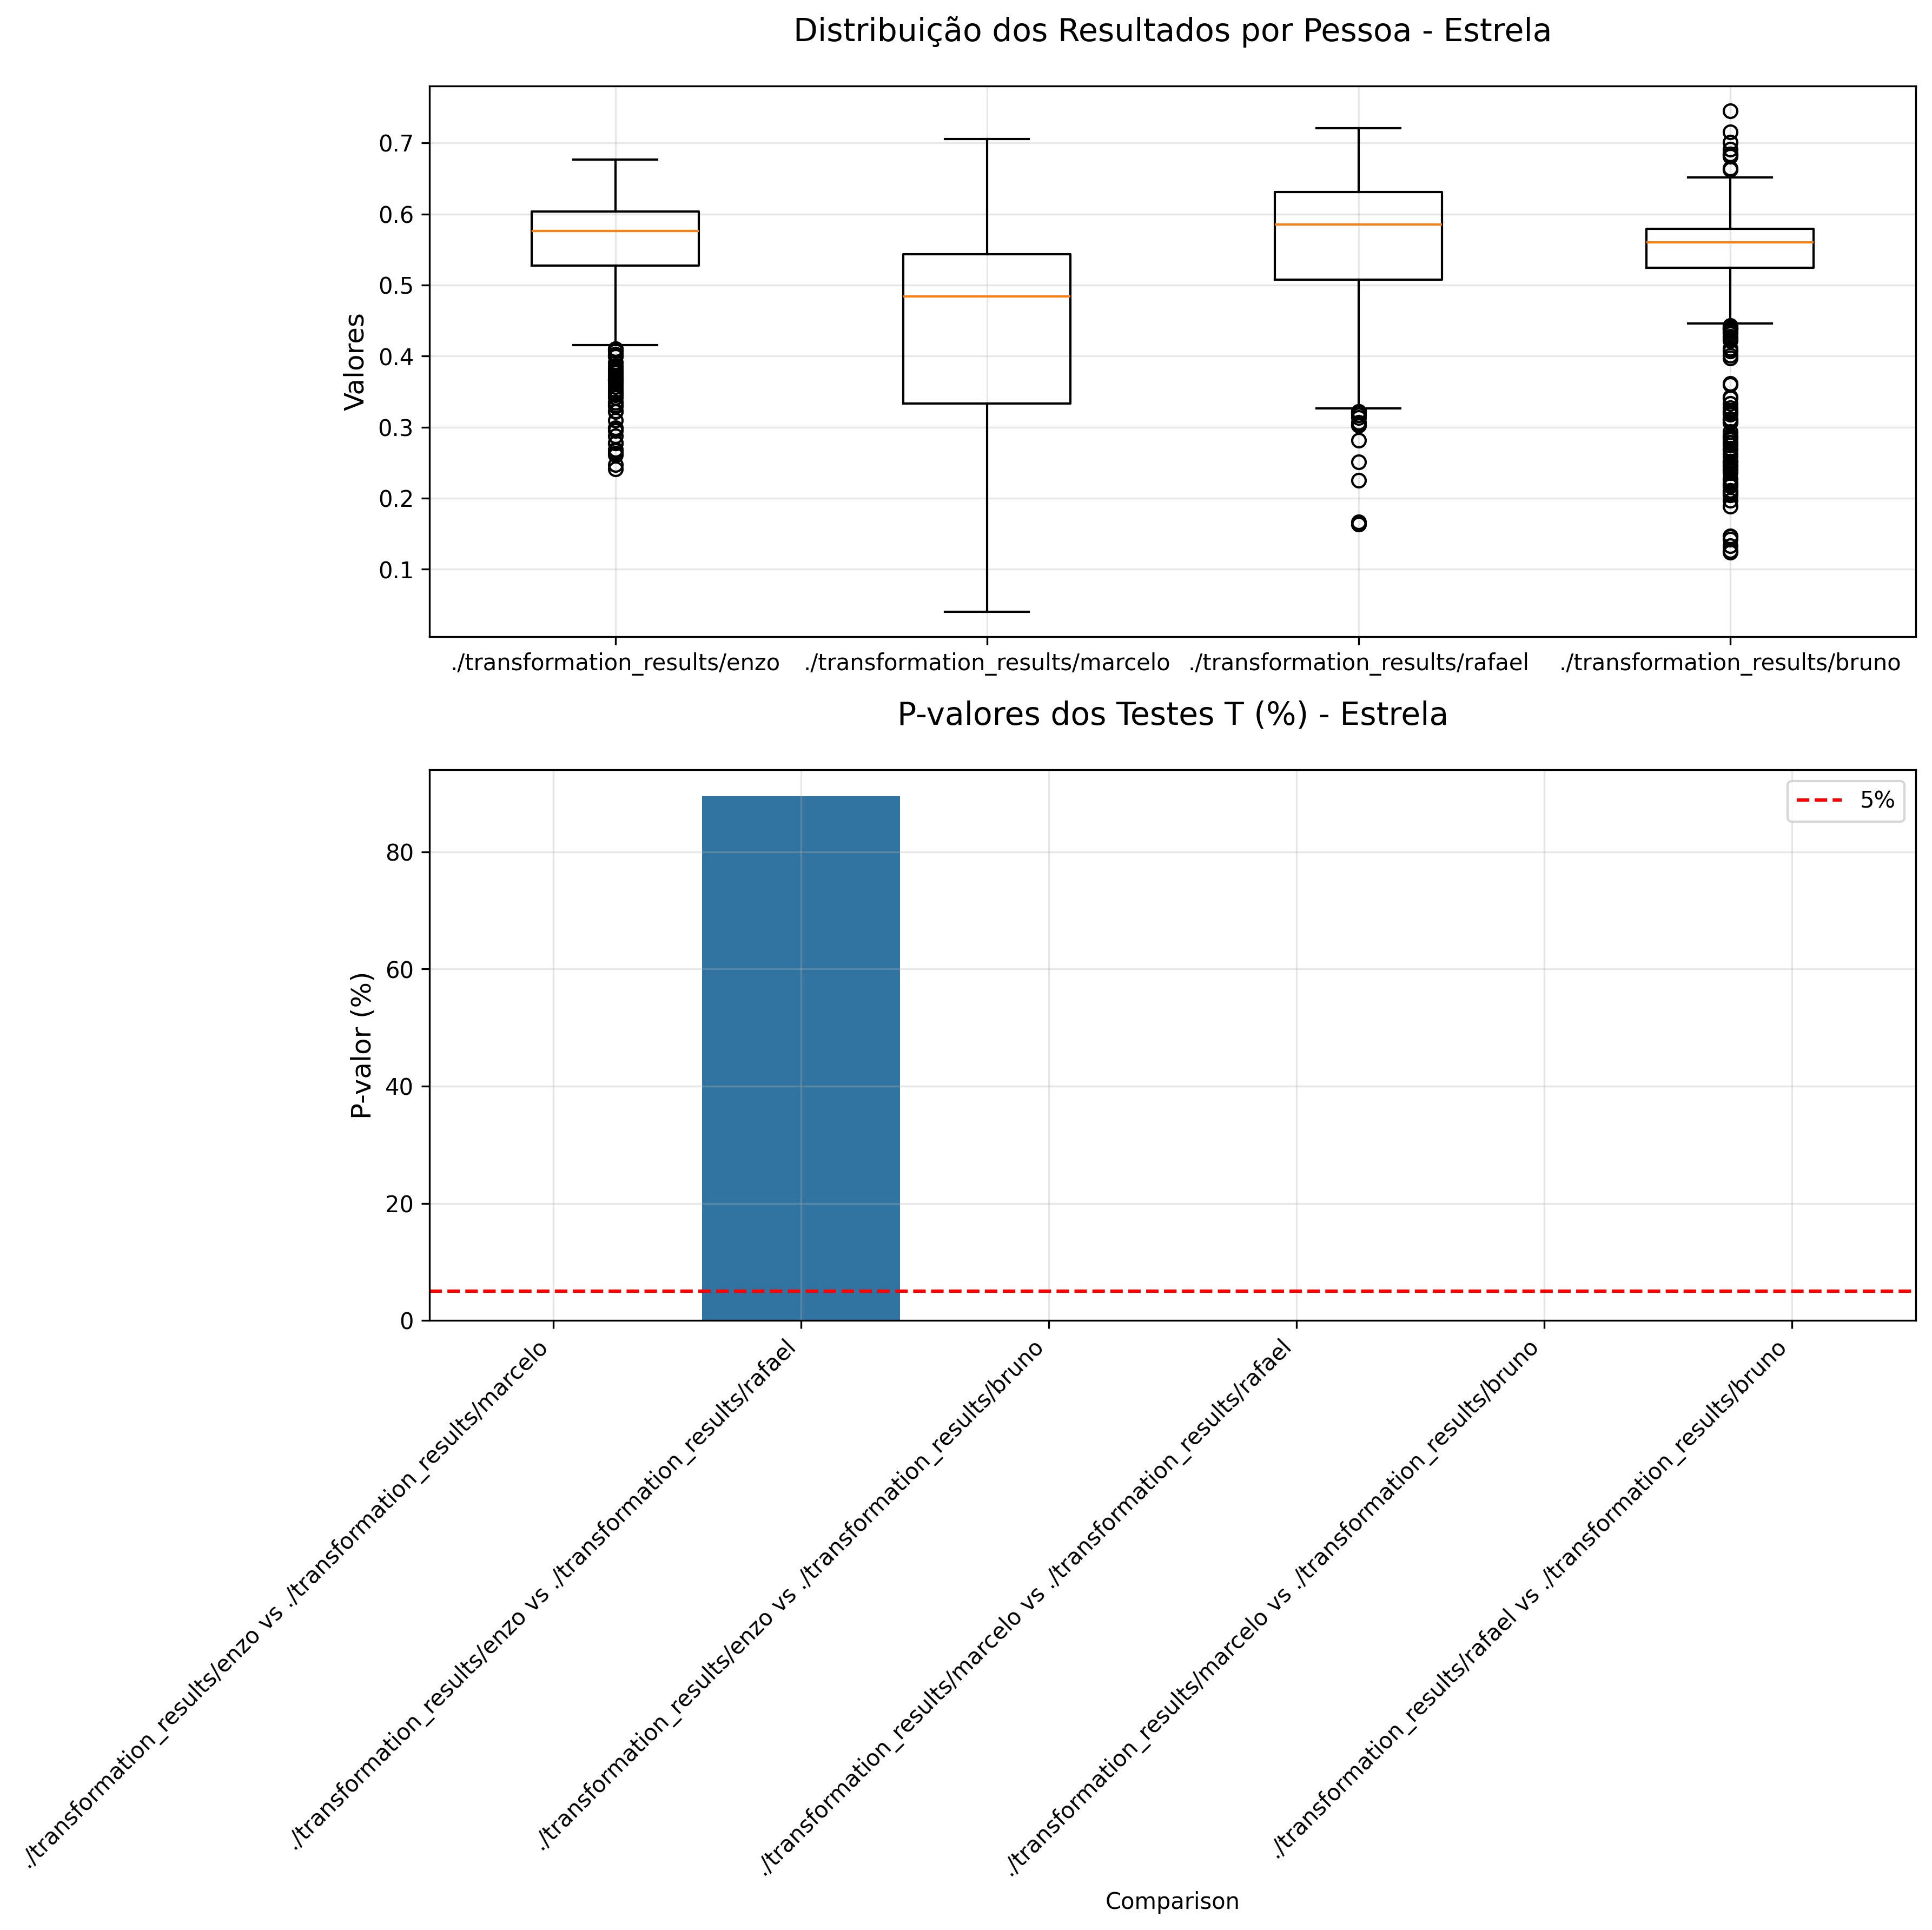 Distribuição dos Resultados por Pessoa - Estrela
Valores
0.7
0.6
0.5
0.4
0.3
0.2
0.1
./transformation_results/enzo
./transformation_results/marcelo
./transformation_results/rafael
./transformation_results/bruno
P-valores dos Testes T (%) - Estrela
5%
P-valor (%)
80
60
40
20
0
./transformation_results/enzo vs ./transformation_results/marcelo
./transformation_results/enzo vs ./transformation_results/rafael
./transformation_results/enzo vs ./transformation_results/bruno
./transformation_results/marcelo vs ./transformation_results/rafael
./transformation_results/marcelo vs ./transformation_results/bruno
./transformation_results/rafael vs ./transformation_results/bruno
Comparison